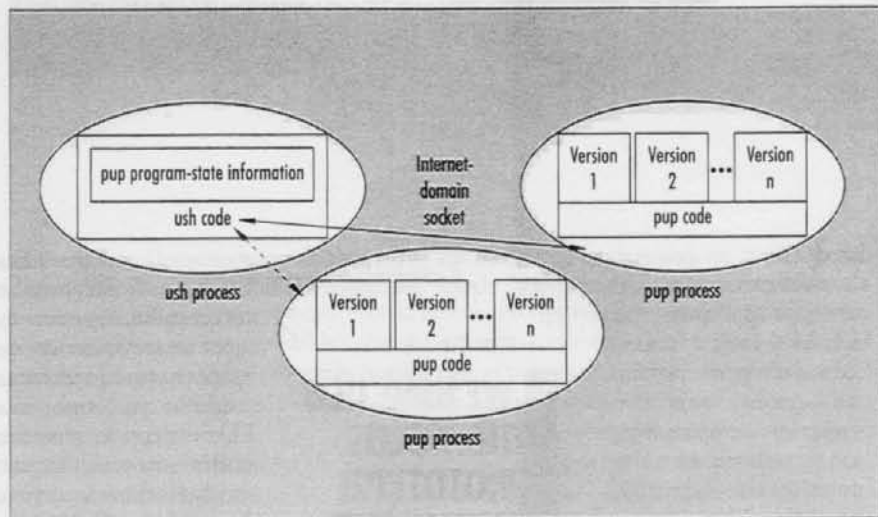 pup program-state information
ush code
ush process
Internet-
domain
socket
Version
1
Version
2
•••
Version
n
pup code
pup process
Version
1
Version
2
•••
Version
n
pup code
pup process